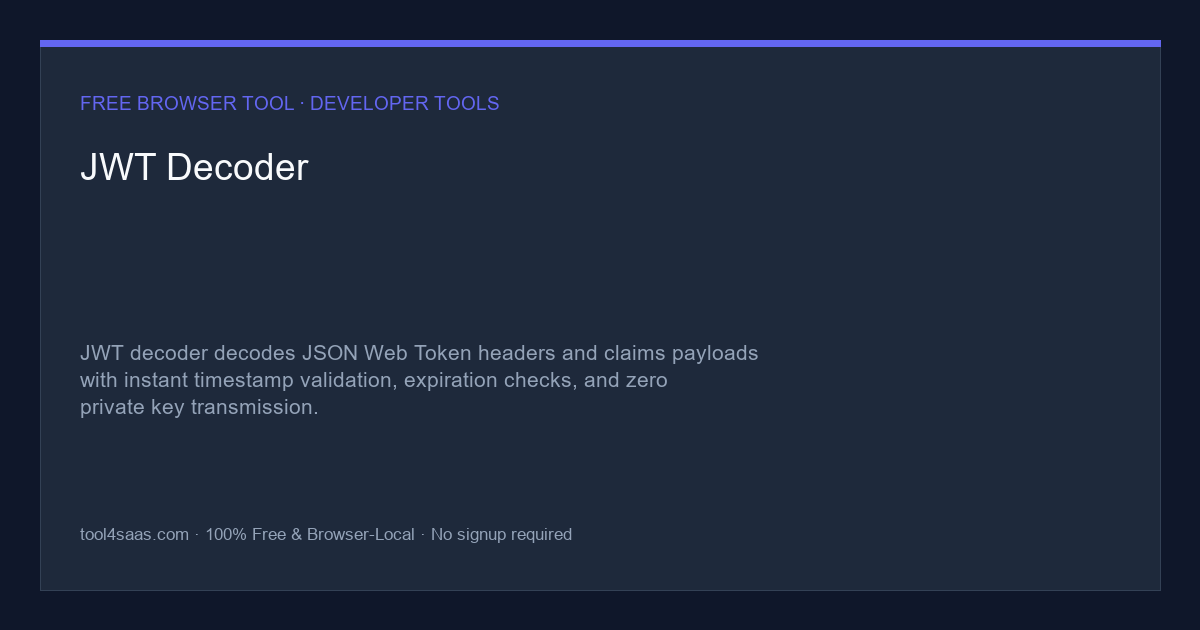 FREE BROWSER TOOL · DEVELOPER TOOLS
JWT Decoder
JWT decoder decodes JSON Web Token headers and claims payloads
with instant timestamp validation, expiration checks, and zero
private key transmission.
tool4saas.com · 100% Free & Browser-Local · No signup required